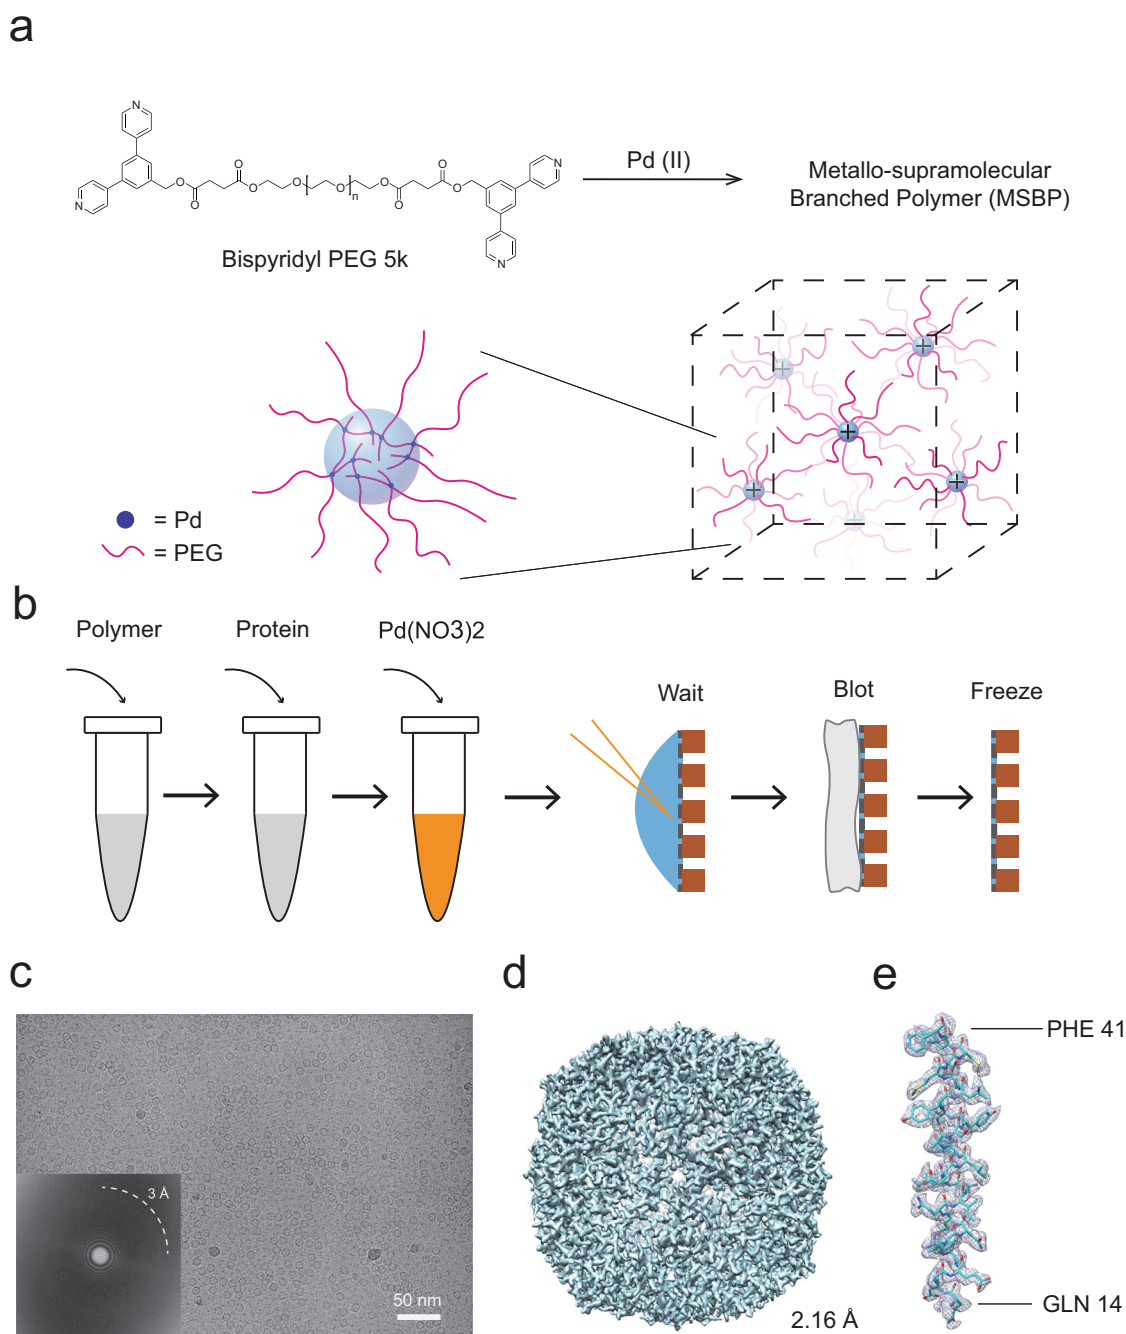 a
N
N
N
N
O
O
O
O
O
O
O
O
O
n
Pd (II)
Metallo-supramolecular
Branched Polymer (MSBP)
Bispyridyl PEG 5k
+
+
+
+
+
+
= Pd
= PEG
b
Polymer
Protein
Pd(NO3)2
Wait
Blot
Freeze
c
d
e
3 Å
50 nm
2.16 Å
PHE 41
GLN 14